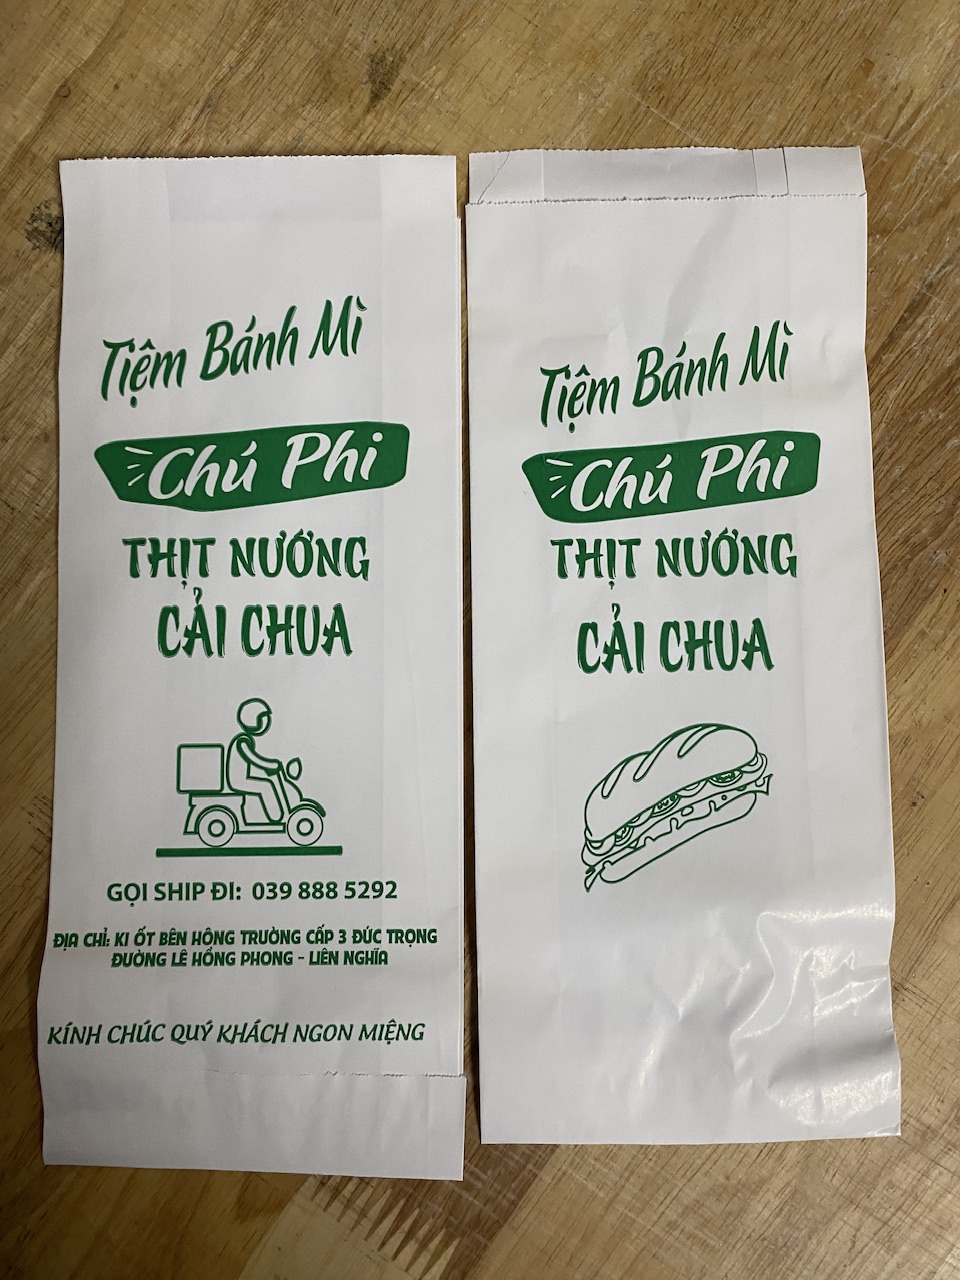 Tiệm Bánh Mì
Chú Phi
THỊT NƯỚNG
CẢI CHUA
GỌI SHIP ĐI: 039 888 5292
ĐỊA CHỈ: KI ỐT BÊN HÔNG TRƯỜNG CẤP 3 ĐỨC TRỌNG
ĐƯỜNG LÊ HỒNG PHONG - LIÊN NGHĨA
KÍNH CHÚC QUÝ KHÁCH NGON MIỆNG
Tiệm Bánh Mì
Chú Phi
THỊT NƯỚNG
CẢI CHUA